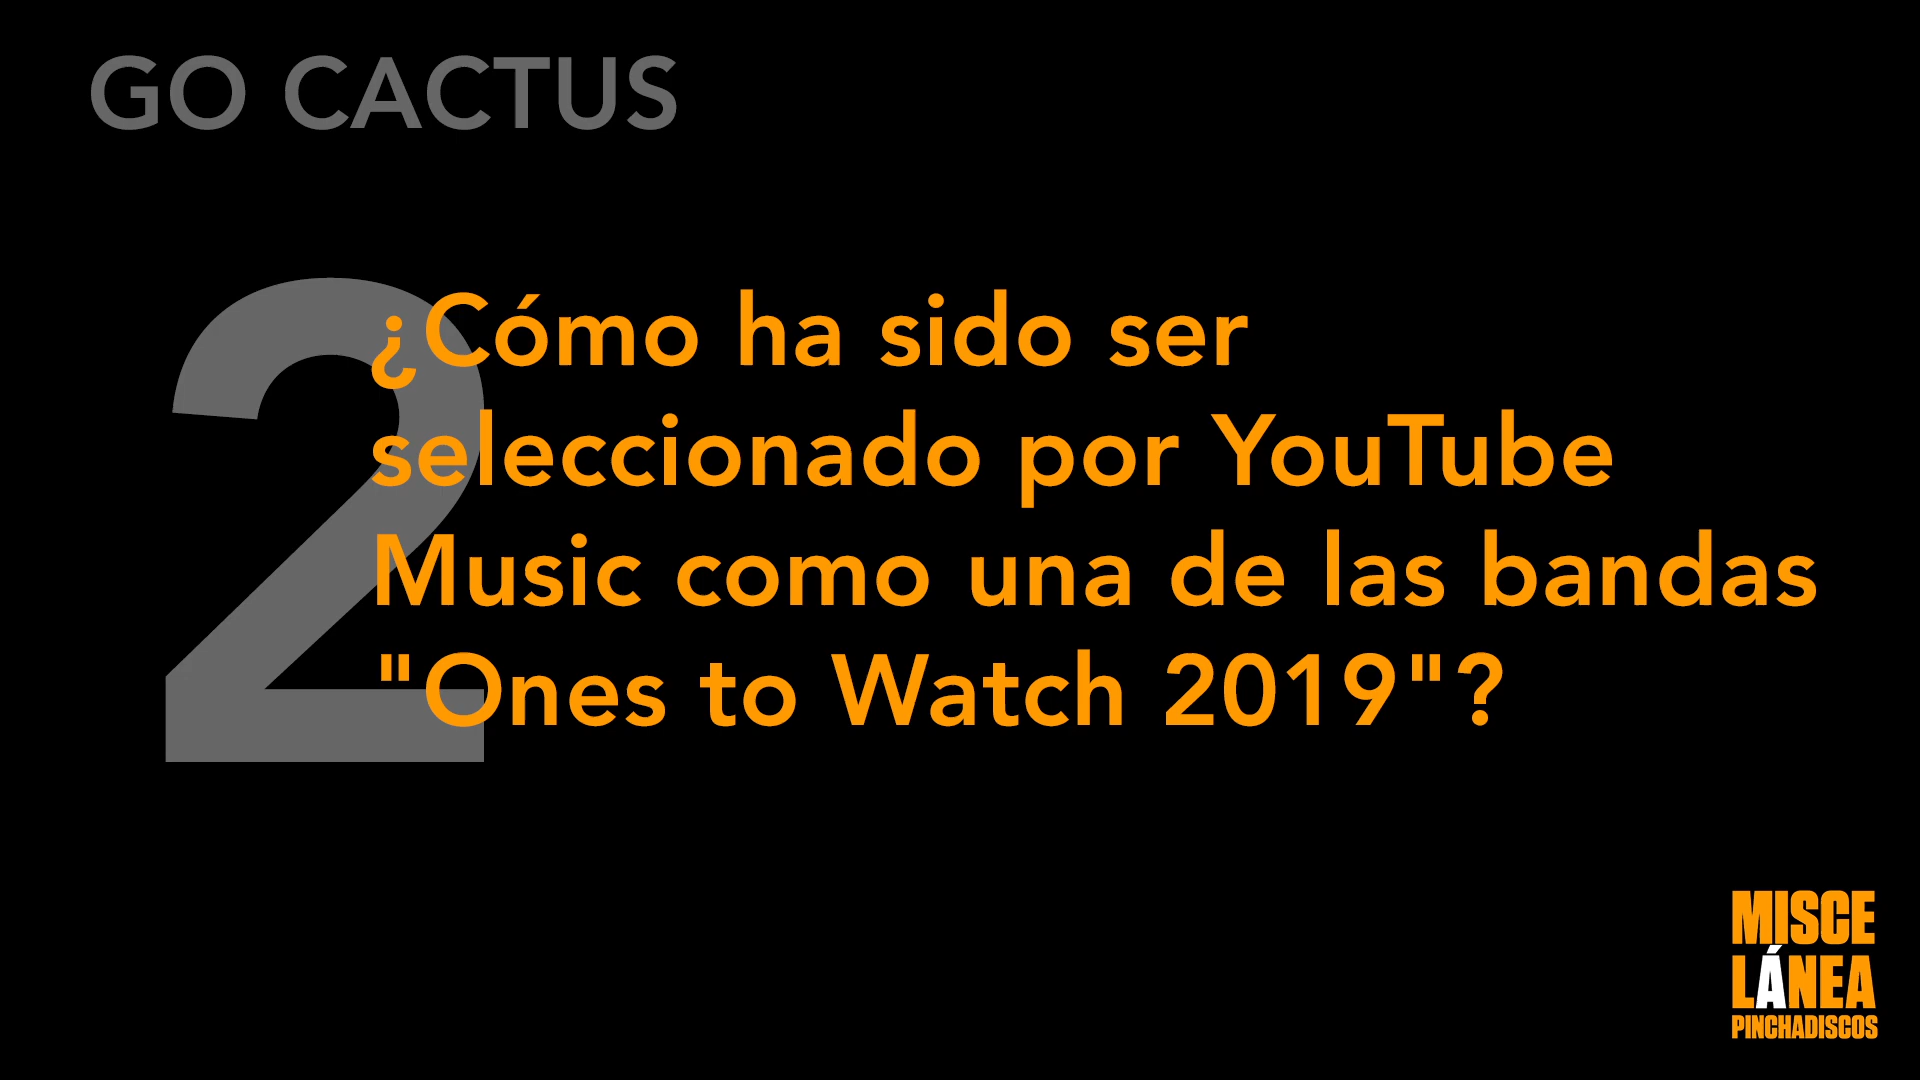 GO CACTUS
2
¿Cómo ha sido ser
seleccionado por YouTube
Music como una de las bandas
"Ones to Watch 2019"?
MISCE
LÁNEA
PINCHADISCOS